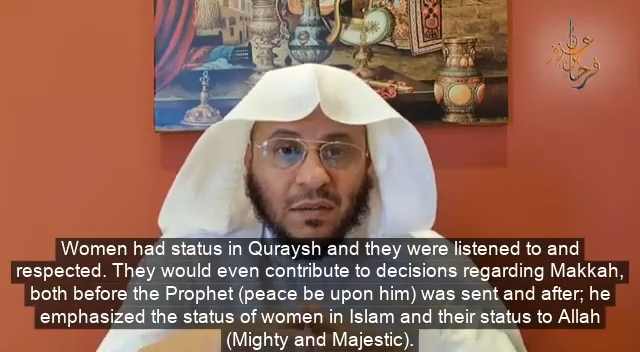 Women had status in Quraysh and they were listened to and
respected. They would even contribute to decisions regarding Makkah,
both before the Prophet (peace be upon him) was sent and after; he
emphasized the status of women in Islam and their status to Allah
(Mighty and Majestic).